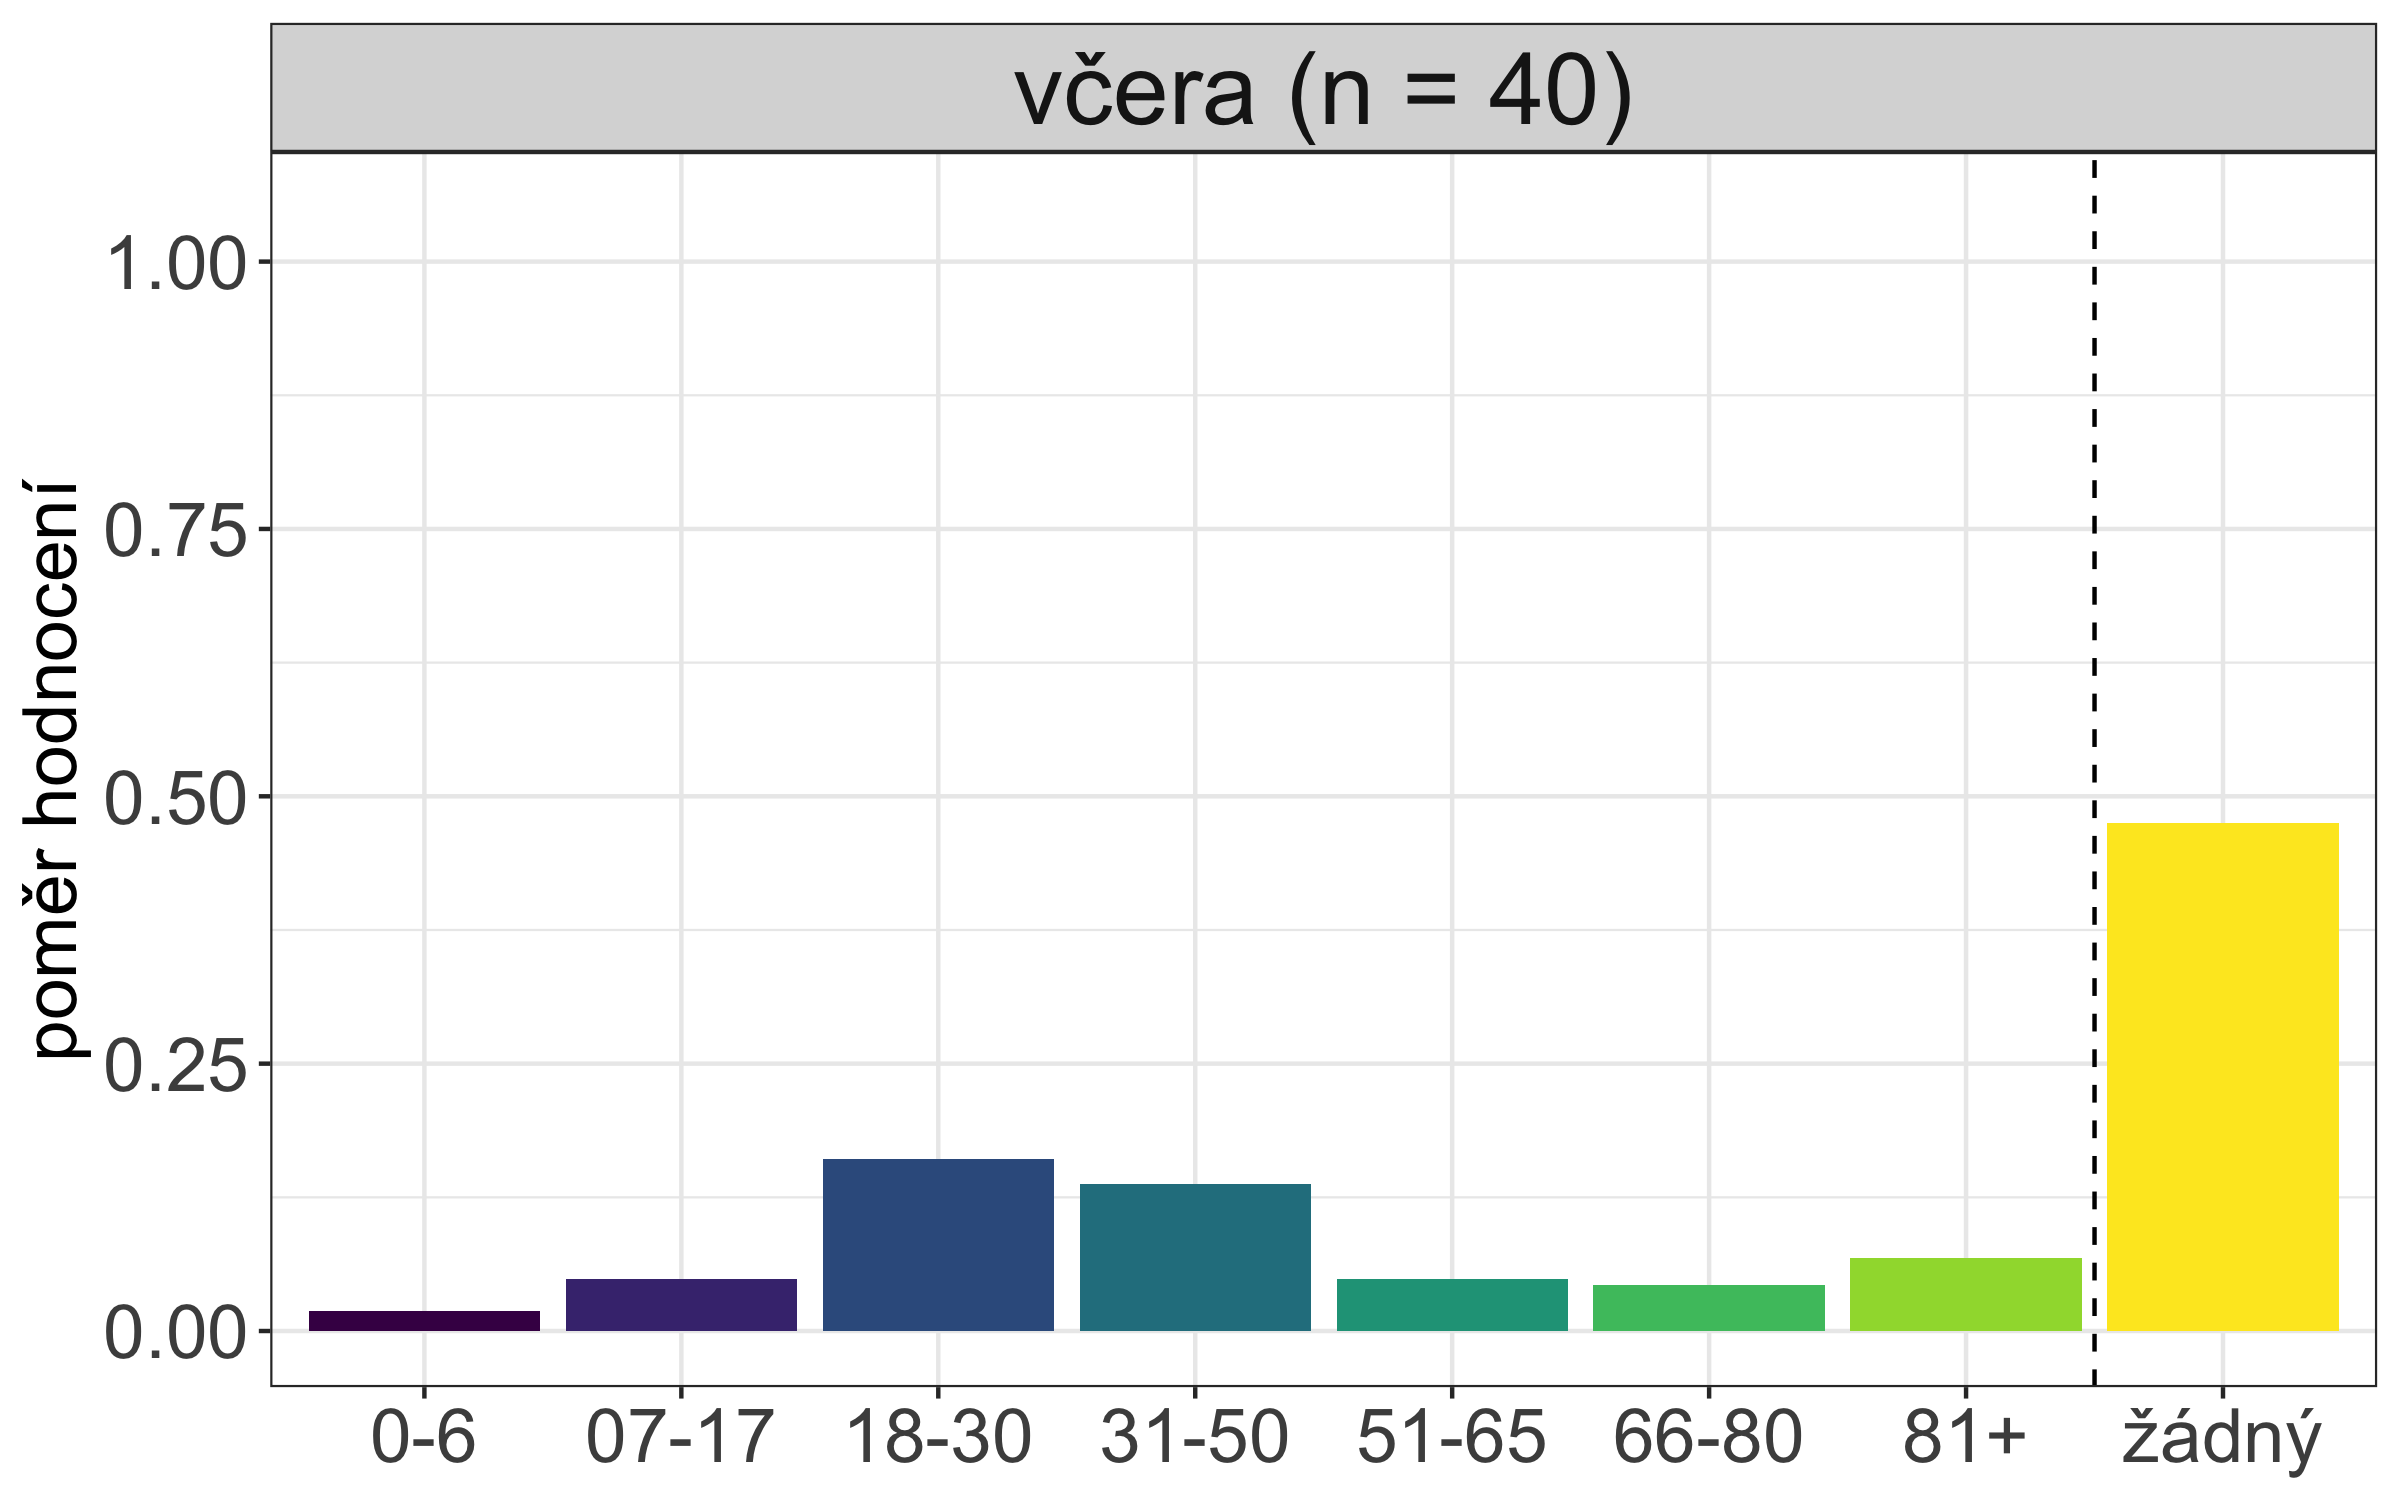 včera (n = 40)
poměr hodnocení
1.00
0.75
0.50
0.25
0.00
0-6 07-17 18-30 31-50 51-65 66-80 81+ žádný